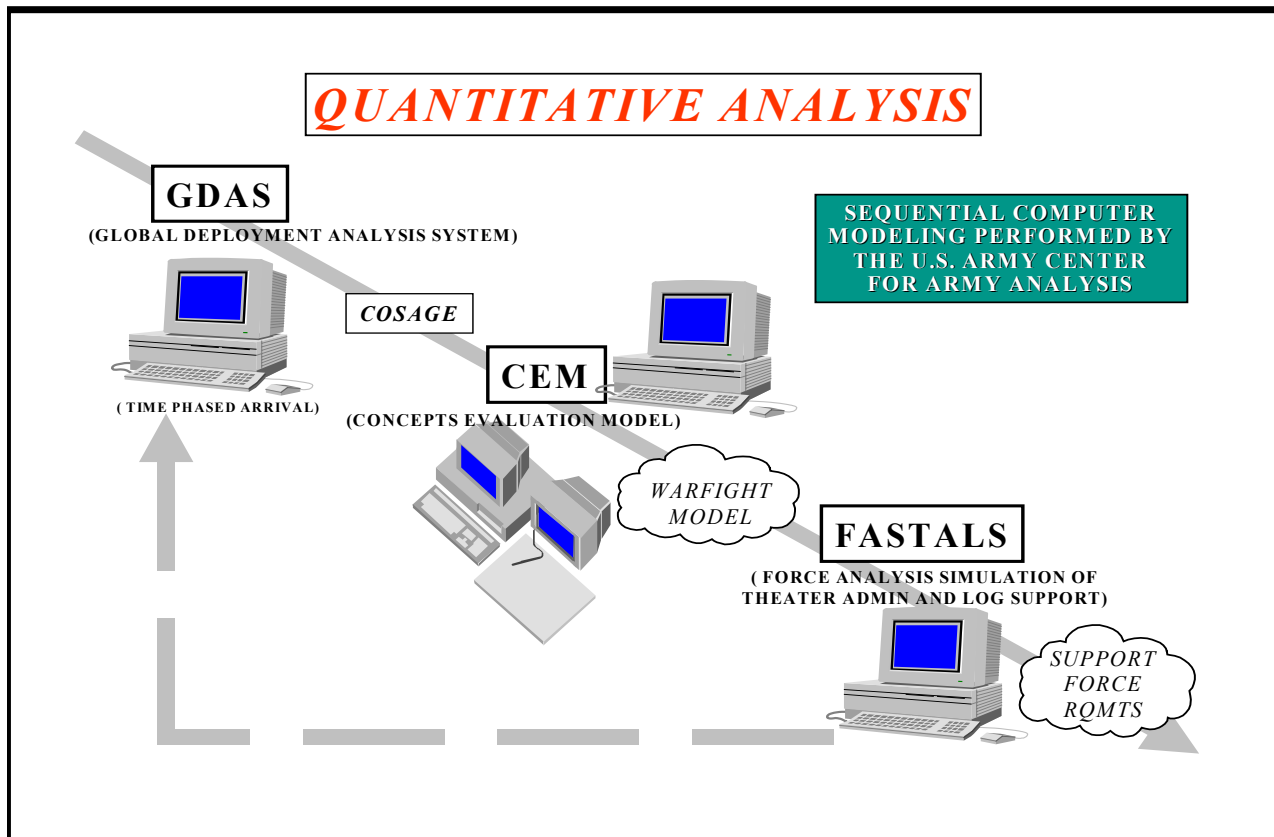 QUANTITATIVE ANALYSIS
GDAS
(GLOBAL DEPLOYMENT ANALYSIS SYSTEM)
SEQUENTIAL COMPUTER
MODELING PERFORMED BY
THE U.S. ARMY CENTER
FOR ARMY ANALYSIS
COSAGE
CEM
( TIME PHASED ARRIVAL)
(CONCEPTS EVALUATION MODEL)
WARFIGHT
MODEL
FASTALS
( FORCE ANALYSIS SIMULATION OF
THEATER ADMIN AND LOG SUPPORT)
SUPPORT
FORCE
RQMTS